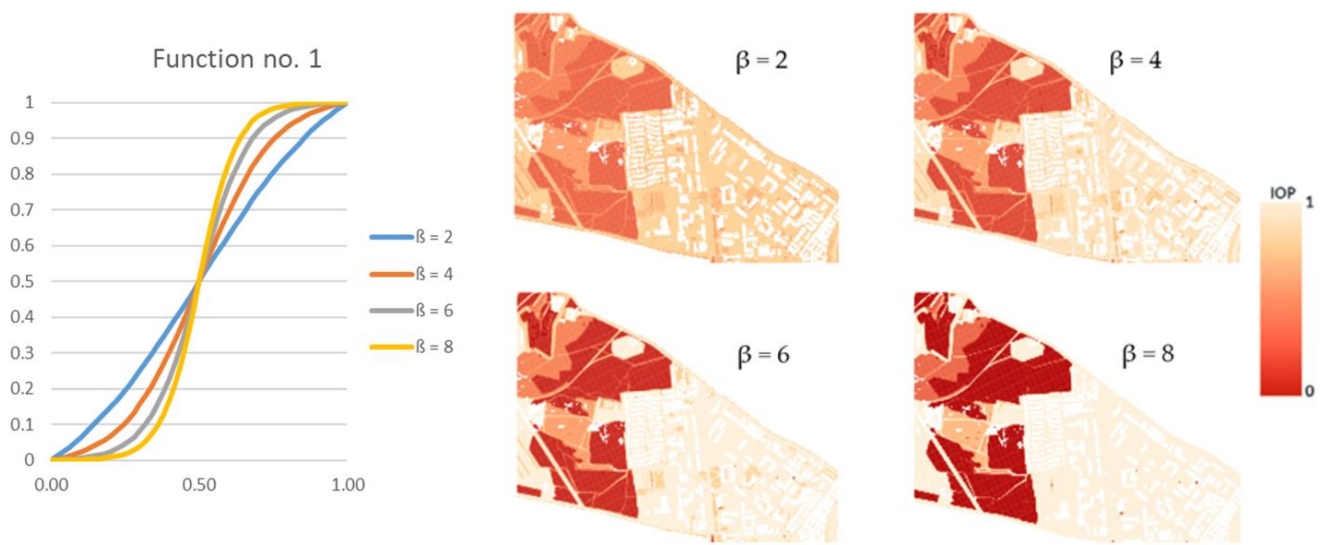 Function no. 1
1
0.9
0.8
0.7
0.6
0.5
0.4
0.3
0.2
0.1
0
0.00 0.50 1.00
ß = 2
ß = 4
ß = 6
ß = 8
β = 2
β = 4
β = 6
β = 8
IOP
1
0